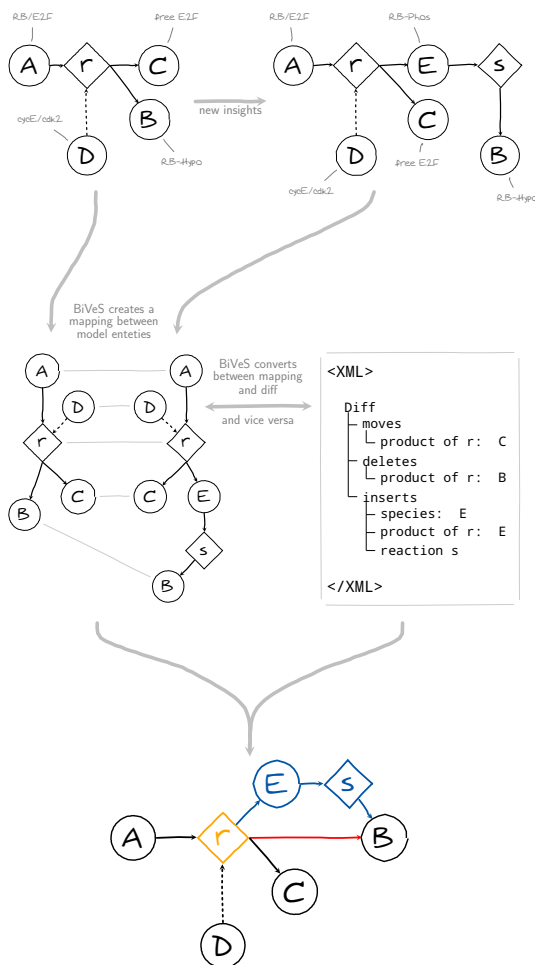 RB/E2F
free E2F
A
r
C
B
D
cycE/cdk2
RB-Hypo
new insights
RB/E2F
RB-Phos
A
r
E
s
C
B
D
free E2F
cycE/cdk2
RB-Hypo
BiVeS creates a
mapping between
model enteties
A
A
D
D
r
r
C
C
E
B
s
B
BiVeS converts
between mapping
and diff
and vice versa
<XML>
Diff
moves
product of r: C
deletes
product of r: B
inserts
species: E
product of r: E
reaction s
</XML>
E
s
A
r
B
C
D